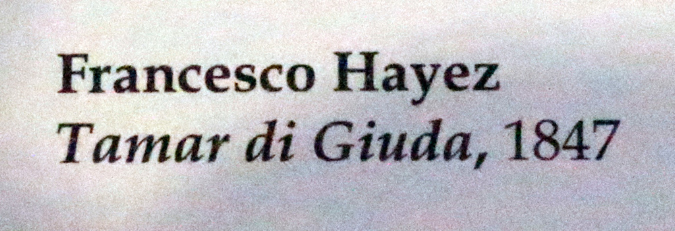 Francesco Hayez
Tamar di Giuda, 1847